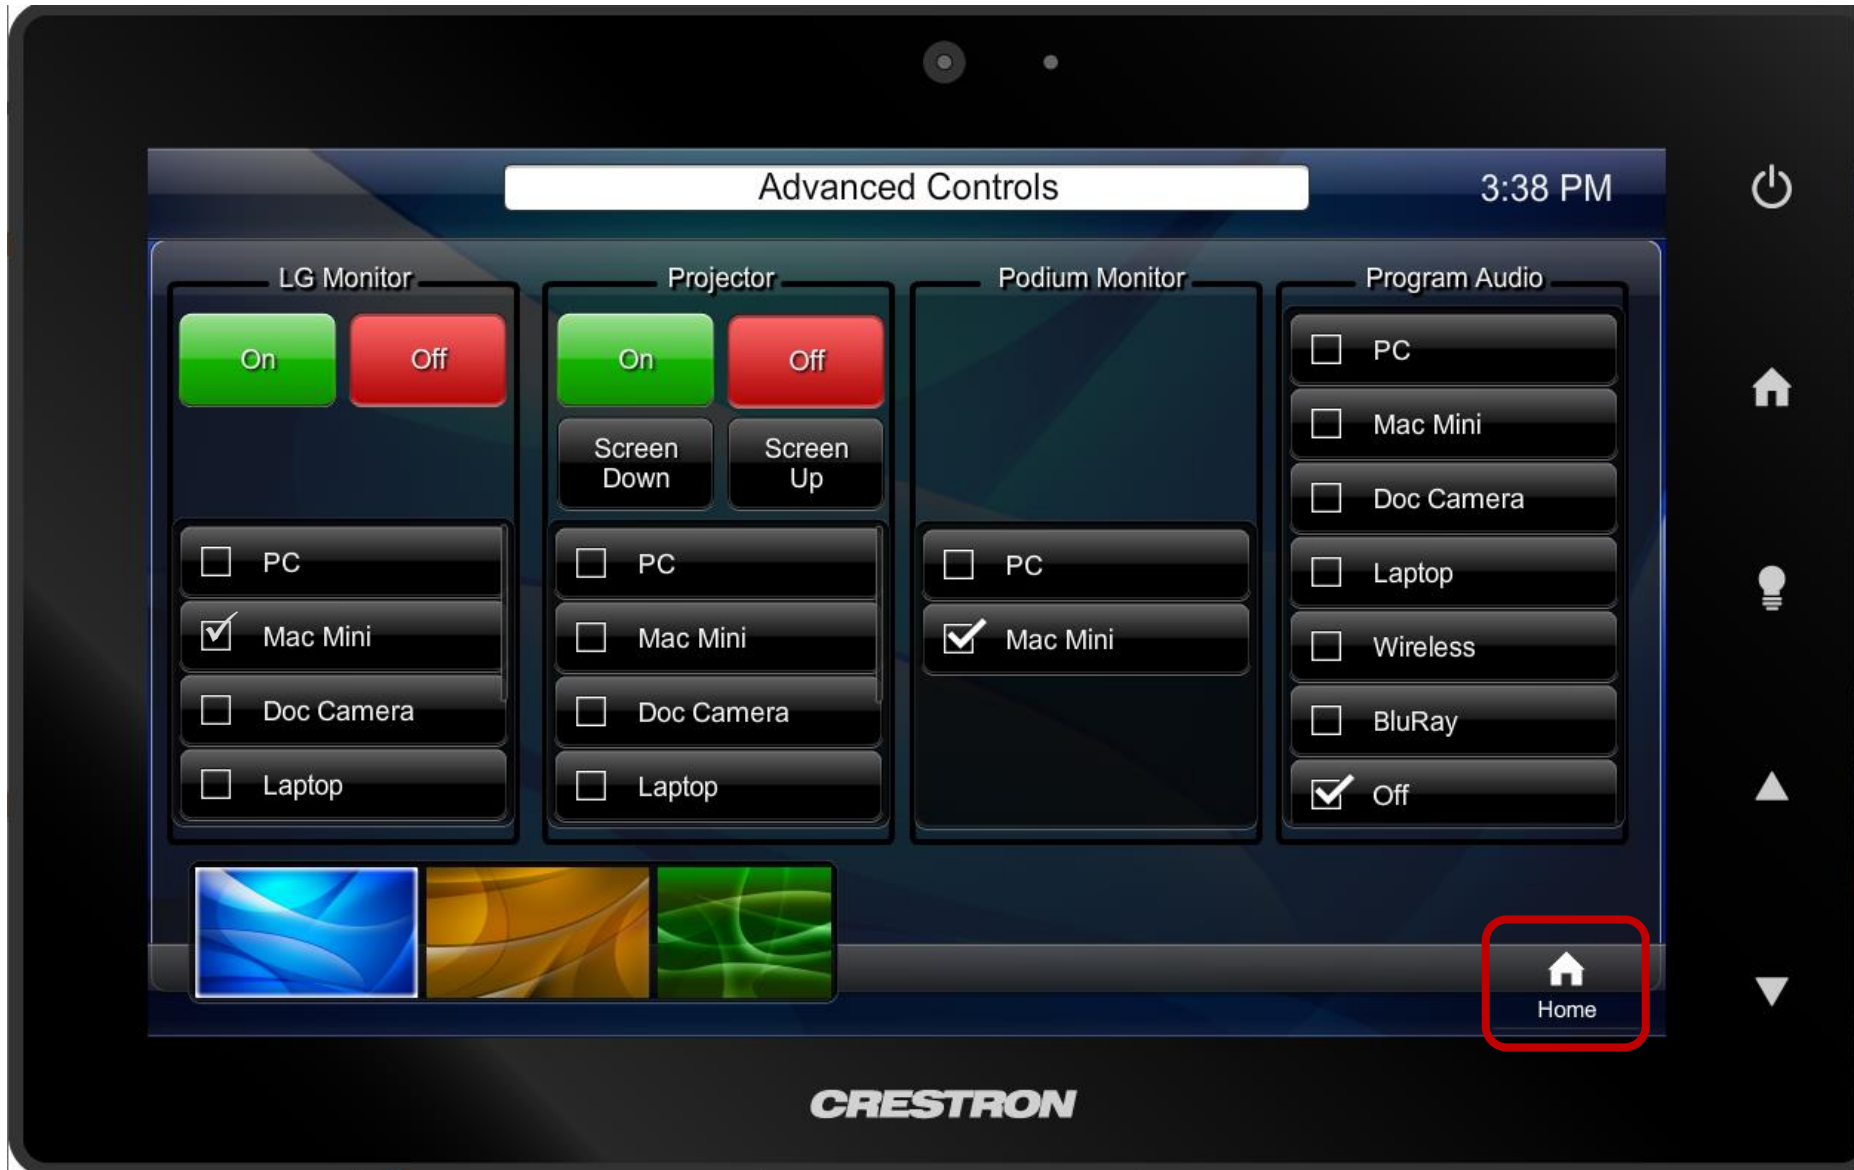 Advanced Controls
3:38 PM
LG Monitor
On
Off
PC
Mac Mini
Doc Camera
Laptop
Projector
On
Off
Screen
Down
Screen
Up
PC
Mac Mini
Doc Camera
Laptop
Podium Monitor
PC
Mac Mini
Program Audio
PC
Mac Mini
Doc Camera
Laptop
Wireless
BluRay
Off
Home
CRESTRON